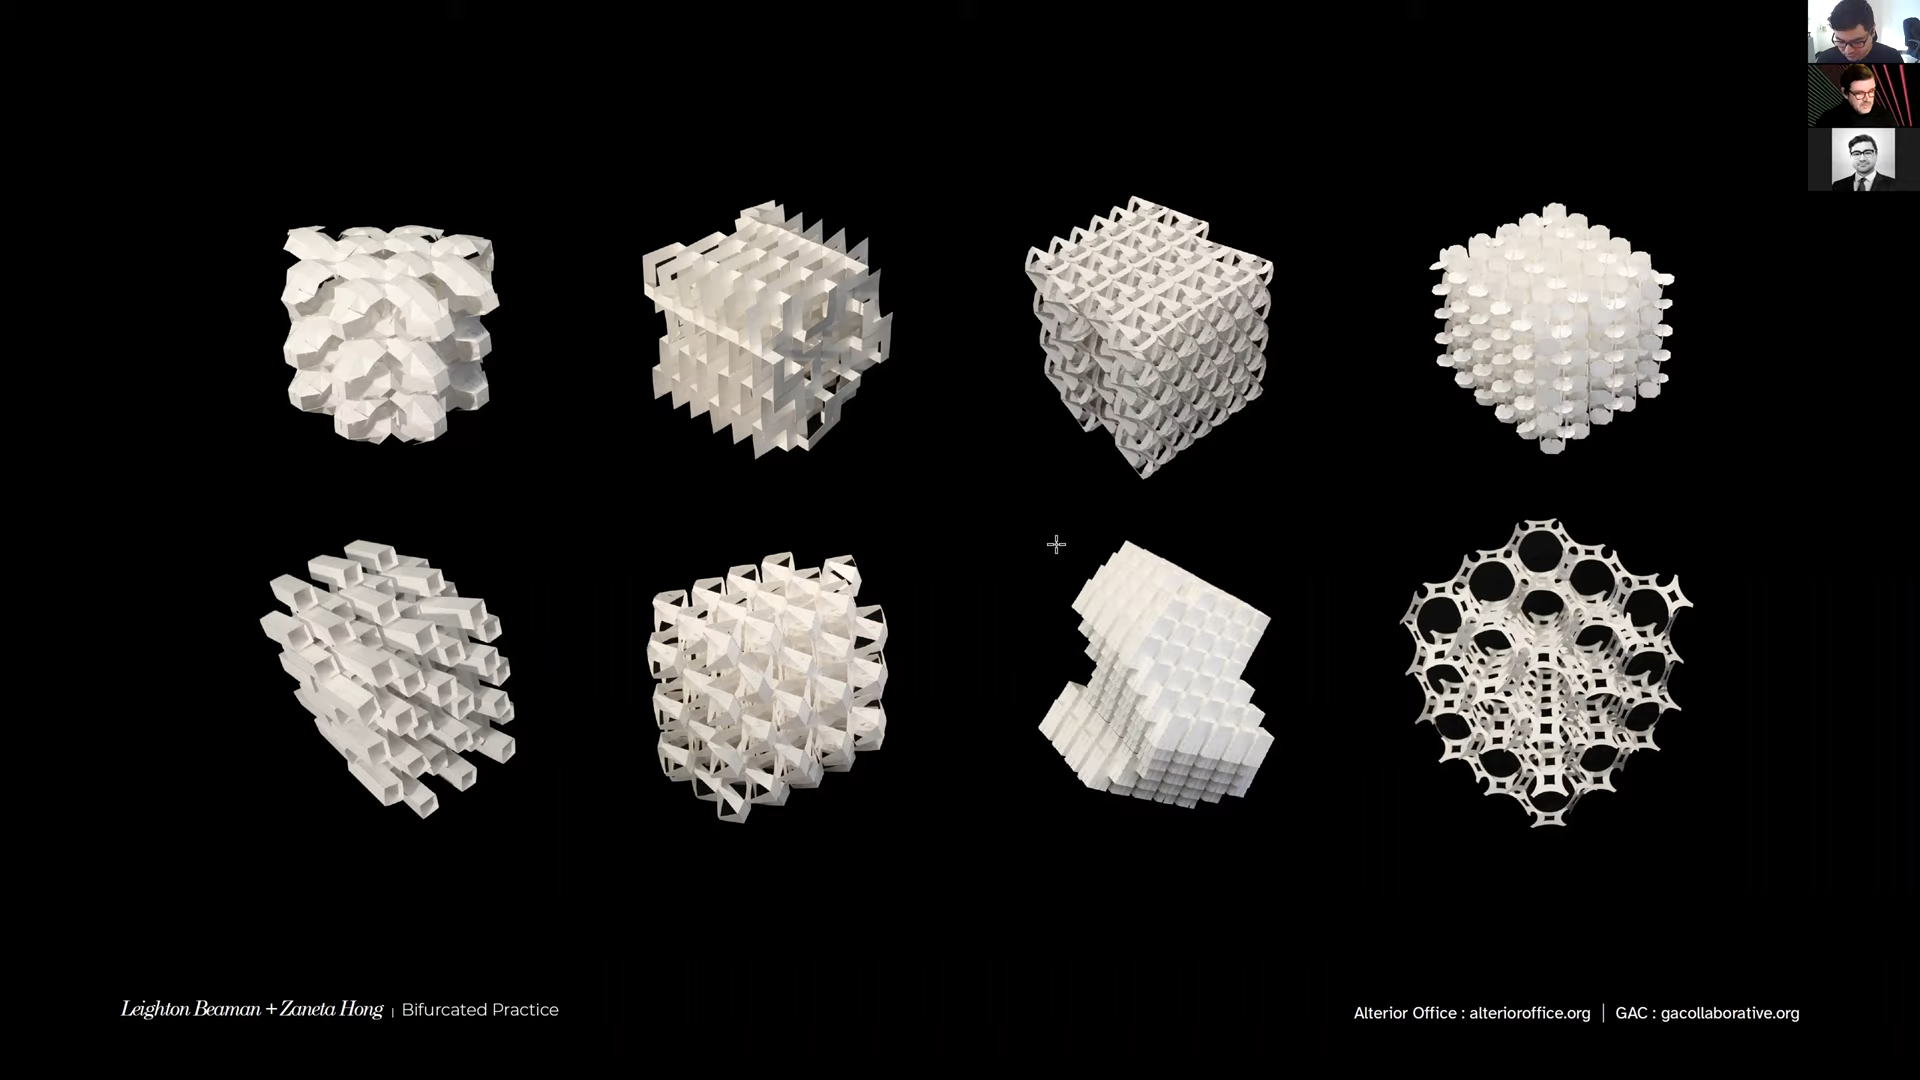 Leighton Beaman + Zaneta Hong | Bifurcated Practice
Alterior Office : alterioroffice.org | GAC : gacollaborative.org